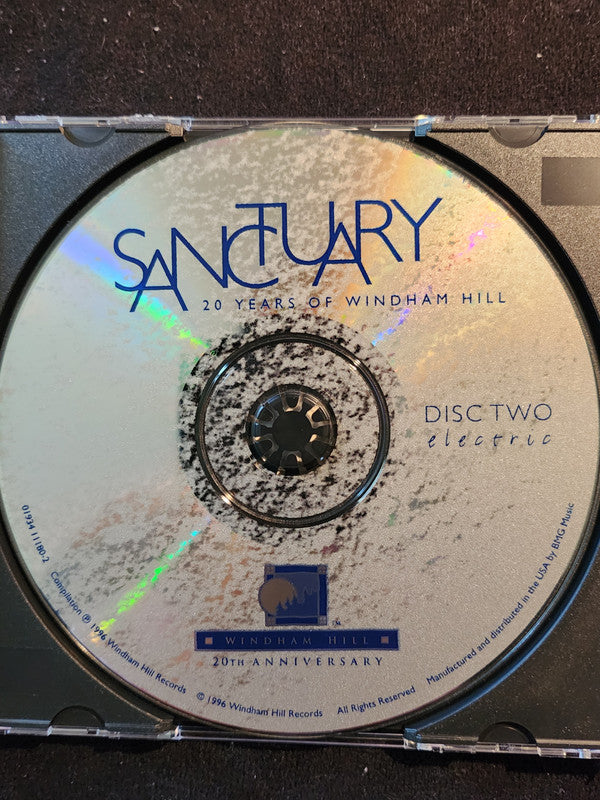 SANCTUARY
20 YEARS OF WINDHAM HILL
DISC TWO
electric
01934 11180-2
Compilation ℗ 1996 Windham Hill Records © 1996 Windham Hill Records All Rights Reserved Manufactured and distributed in the USA by BMG Music
TM
WINDHAM HILL
20TH ANNIVERSARY